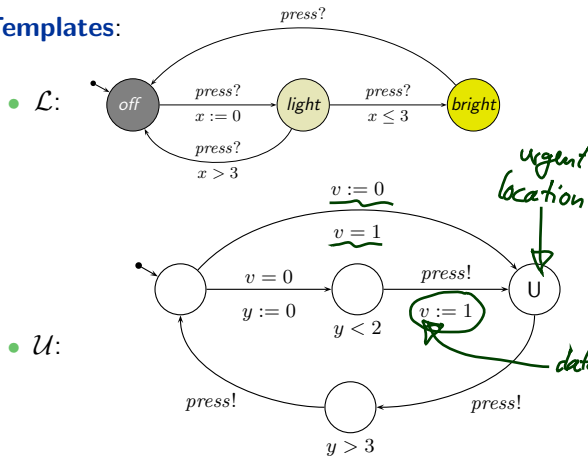 Templates:
press?
• L:
off
press?
x := 0
light
press?
x ≤ 3
bright
press?
x > 3
urgent
location
v := 0
v = 1
v = 0
y := 0
y < 2
press!
v := 1
U
• U:
press!
y > 3
press!